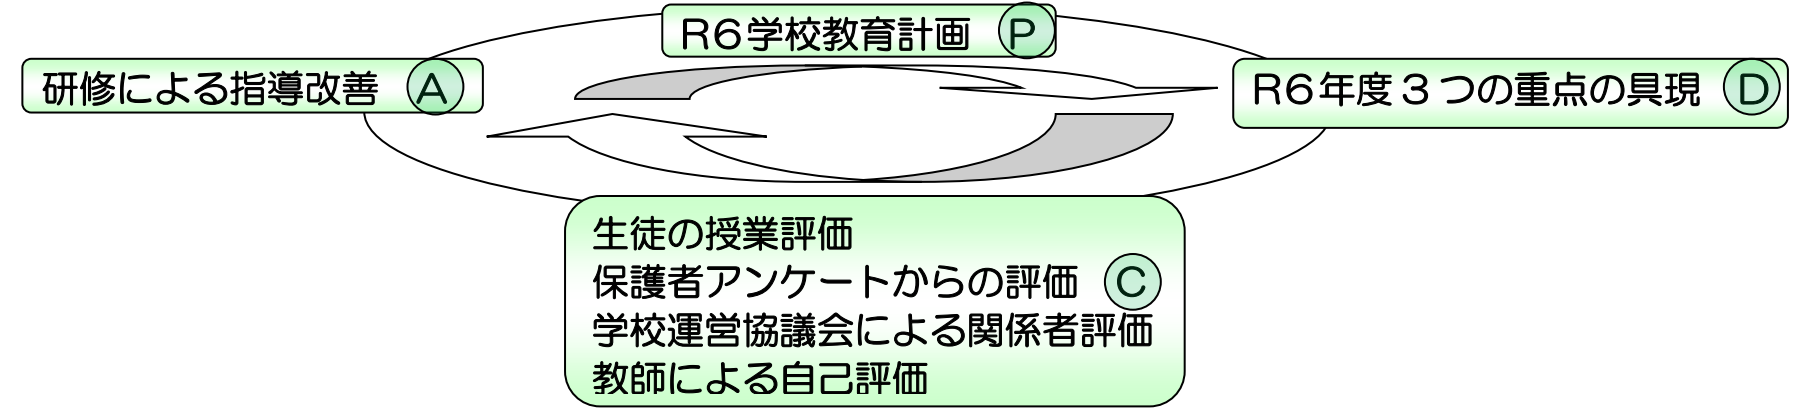 R6学校教育計画 P
研修による指導改善 A
R6年度3つの重点の具現 D
生徒の授業評価
保護者アンケートからの評価 C
学校運営協議会による関係者評価
教師による自己評価